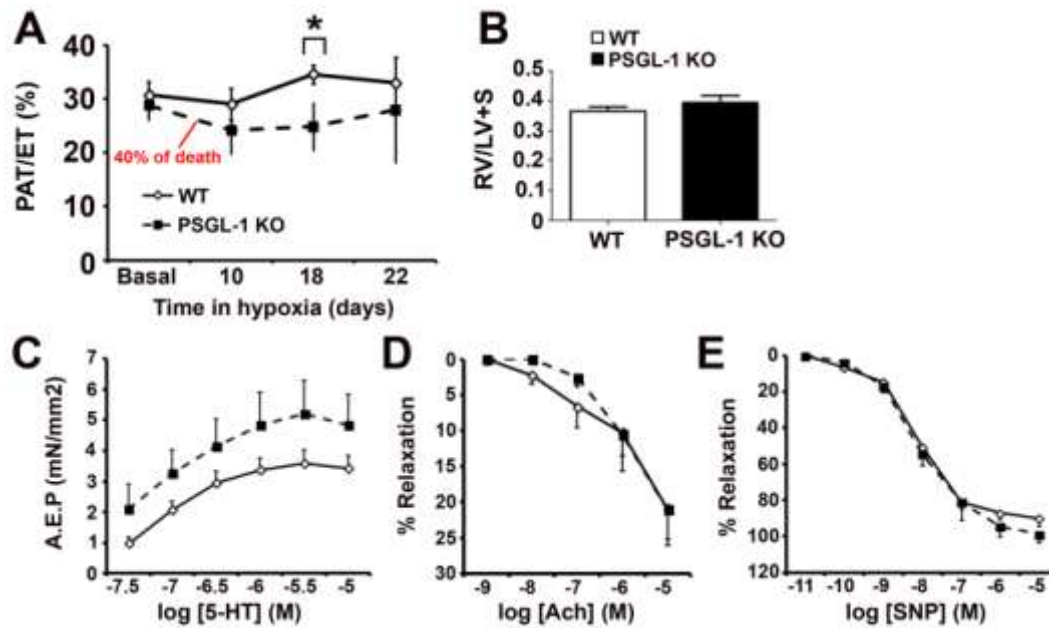 A
PAT/ET (%)
40
30
20
10
0
*
40% of death
WT
PSGL-1 KO
Basal 10 18 22
Time in hypoxia (days)
B
WT
PSGL-1 KO
RV/LV+S
0.5
0.4
0.3
0.2
0.1
0
WT PSGL-1 KO
C
A.E.P (mN/mm2)
7
6
5
4
3
2
1
0
-7.5 -7 -6.5 -6 -5.5 -5
log [5-HT] (M)
D
% Relaxation
0
5
10
15
20
25
30
-9 -8 -7 -6 -5
log [Ach] (M)
E
% Relaxation
0
20
40
60
80
100
120
-11 -10 -9 -8 -7 -6 -5
log [SNP] (M)